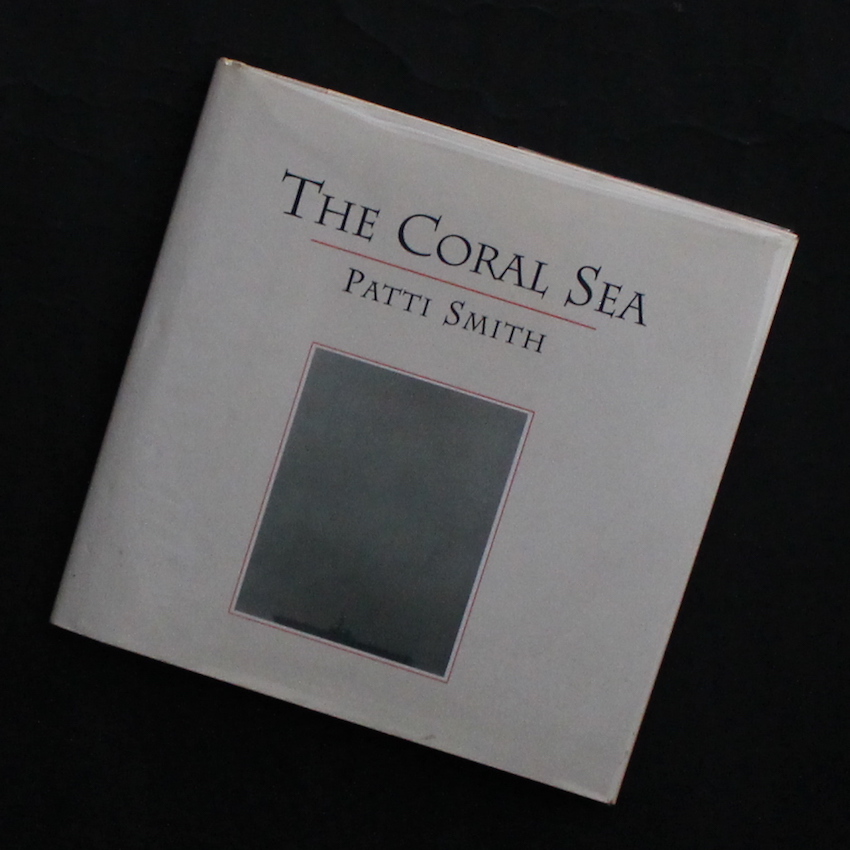 THE CORAL SEA
PATTI SMITH